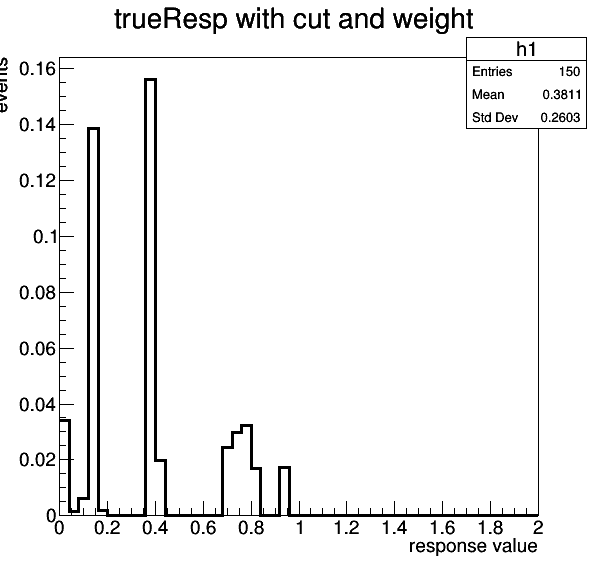 trueResp with cut and weight
h1
Entries 150
Mean 0.3811
Std Dev 0.2603
events
0.16
0.14
0.12
0.1
0.08
0.06
0.04
0.02
0
0 0.2 0.4 0.6 0.8 1 1.2 1.4 1.6 1.8 2
response value